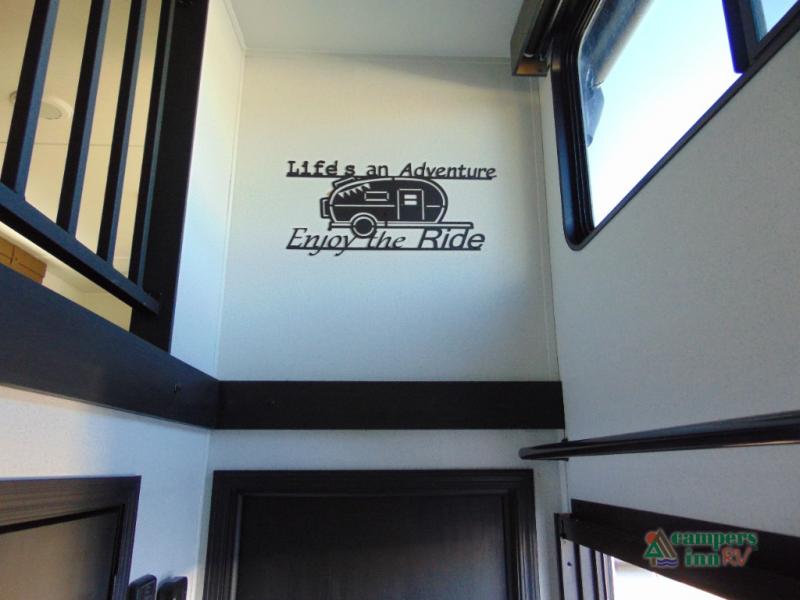 Life's an Adventure
Enjoy the Ride
campers
inn RV